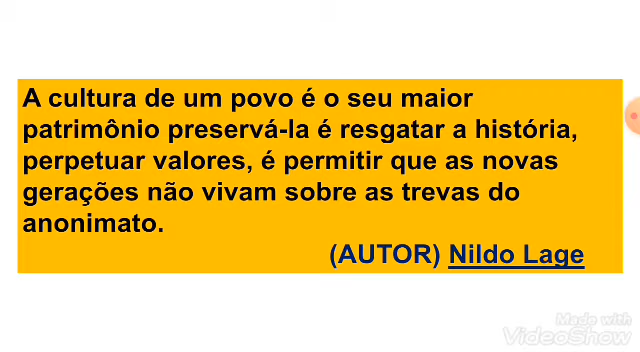 A cultura de um povo é o seu maior
patrimônio preservá-la é resgatar a história,
perpetuar valores, é permitir que as novas
gerações não vivam sobre as trevas do
anonimato.
(AUTOR) Nildo Lage
Made with
VideoShow